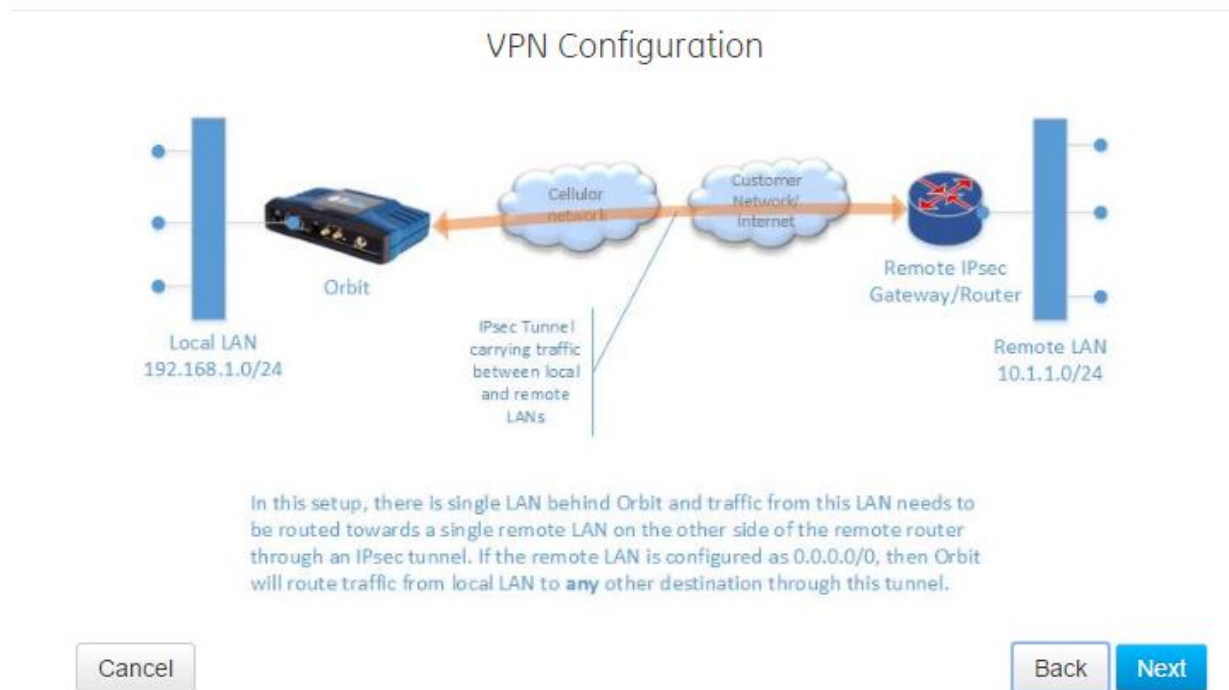 VPN Configuration
Cellular
network
Customer
Network/
Internet
Orbit
Remote IPsec
Gateway/Router
Local LAN
192.168.1.0/24
IPsec Tunnel
carrying traffic
between local
and remote
LANs
Remote LAN
10.1.1.0/24
In this setup, there is single LAN behind Orbit and traffic from this LAN needs to
be routed towards a single remote LAN on the other side of the remote router
through an IPsec tunnel. If the remote LAN is configured as 0.0.0.0/0, then Orbit
will route traffic from local LAN to any other destination through this tunnel.
Cancel
Back
Next